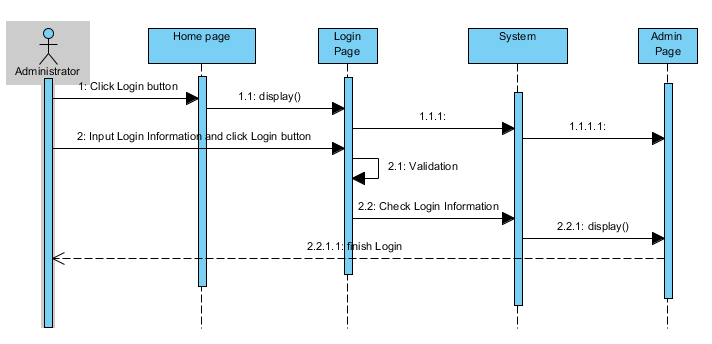 Home page
Login
Page
System
Admin
Page
Administrator
1: Click Login button
1.1: display()
1.1.1:
1.1.1.1:
2: Input Login Information and click Login button
2.1: Validation
2.2: Check Login Information
2.2.1: display()
2.2.1.1: finish Login